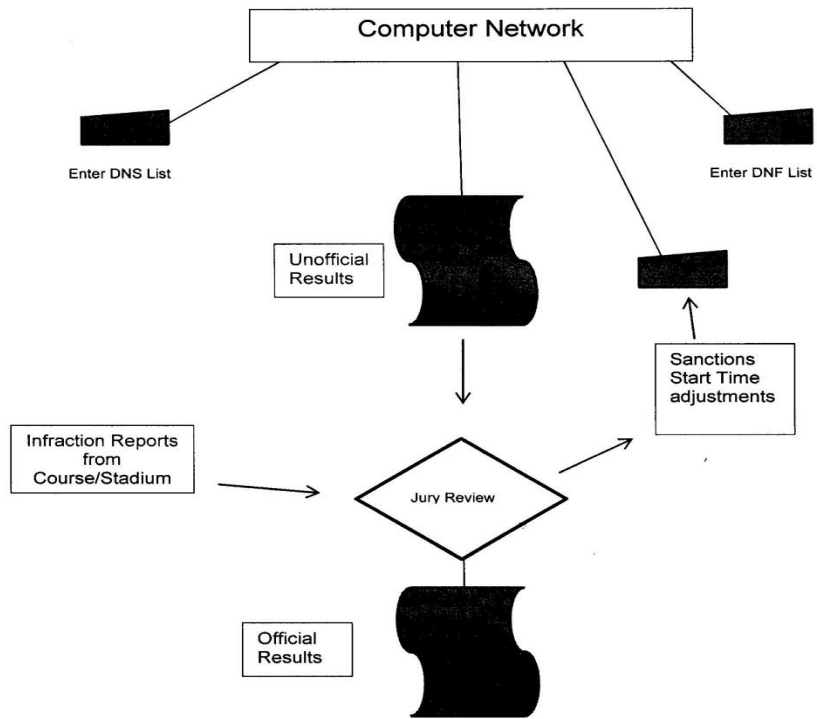 Computer Network
Enter DNS List
Enter DNF List
Unofficial
Results
Sanctions
Start Time
adjustments
Infraction Reports
from
Course/Stadium
Jury Review
Official
Results